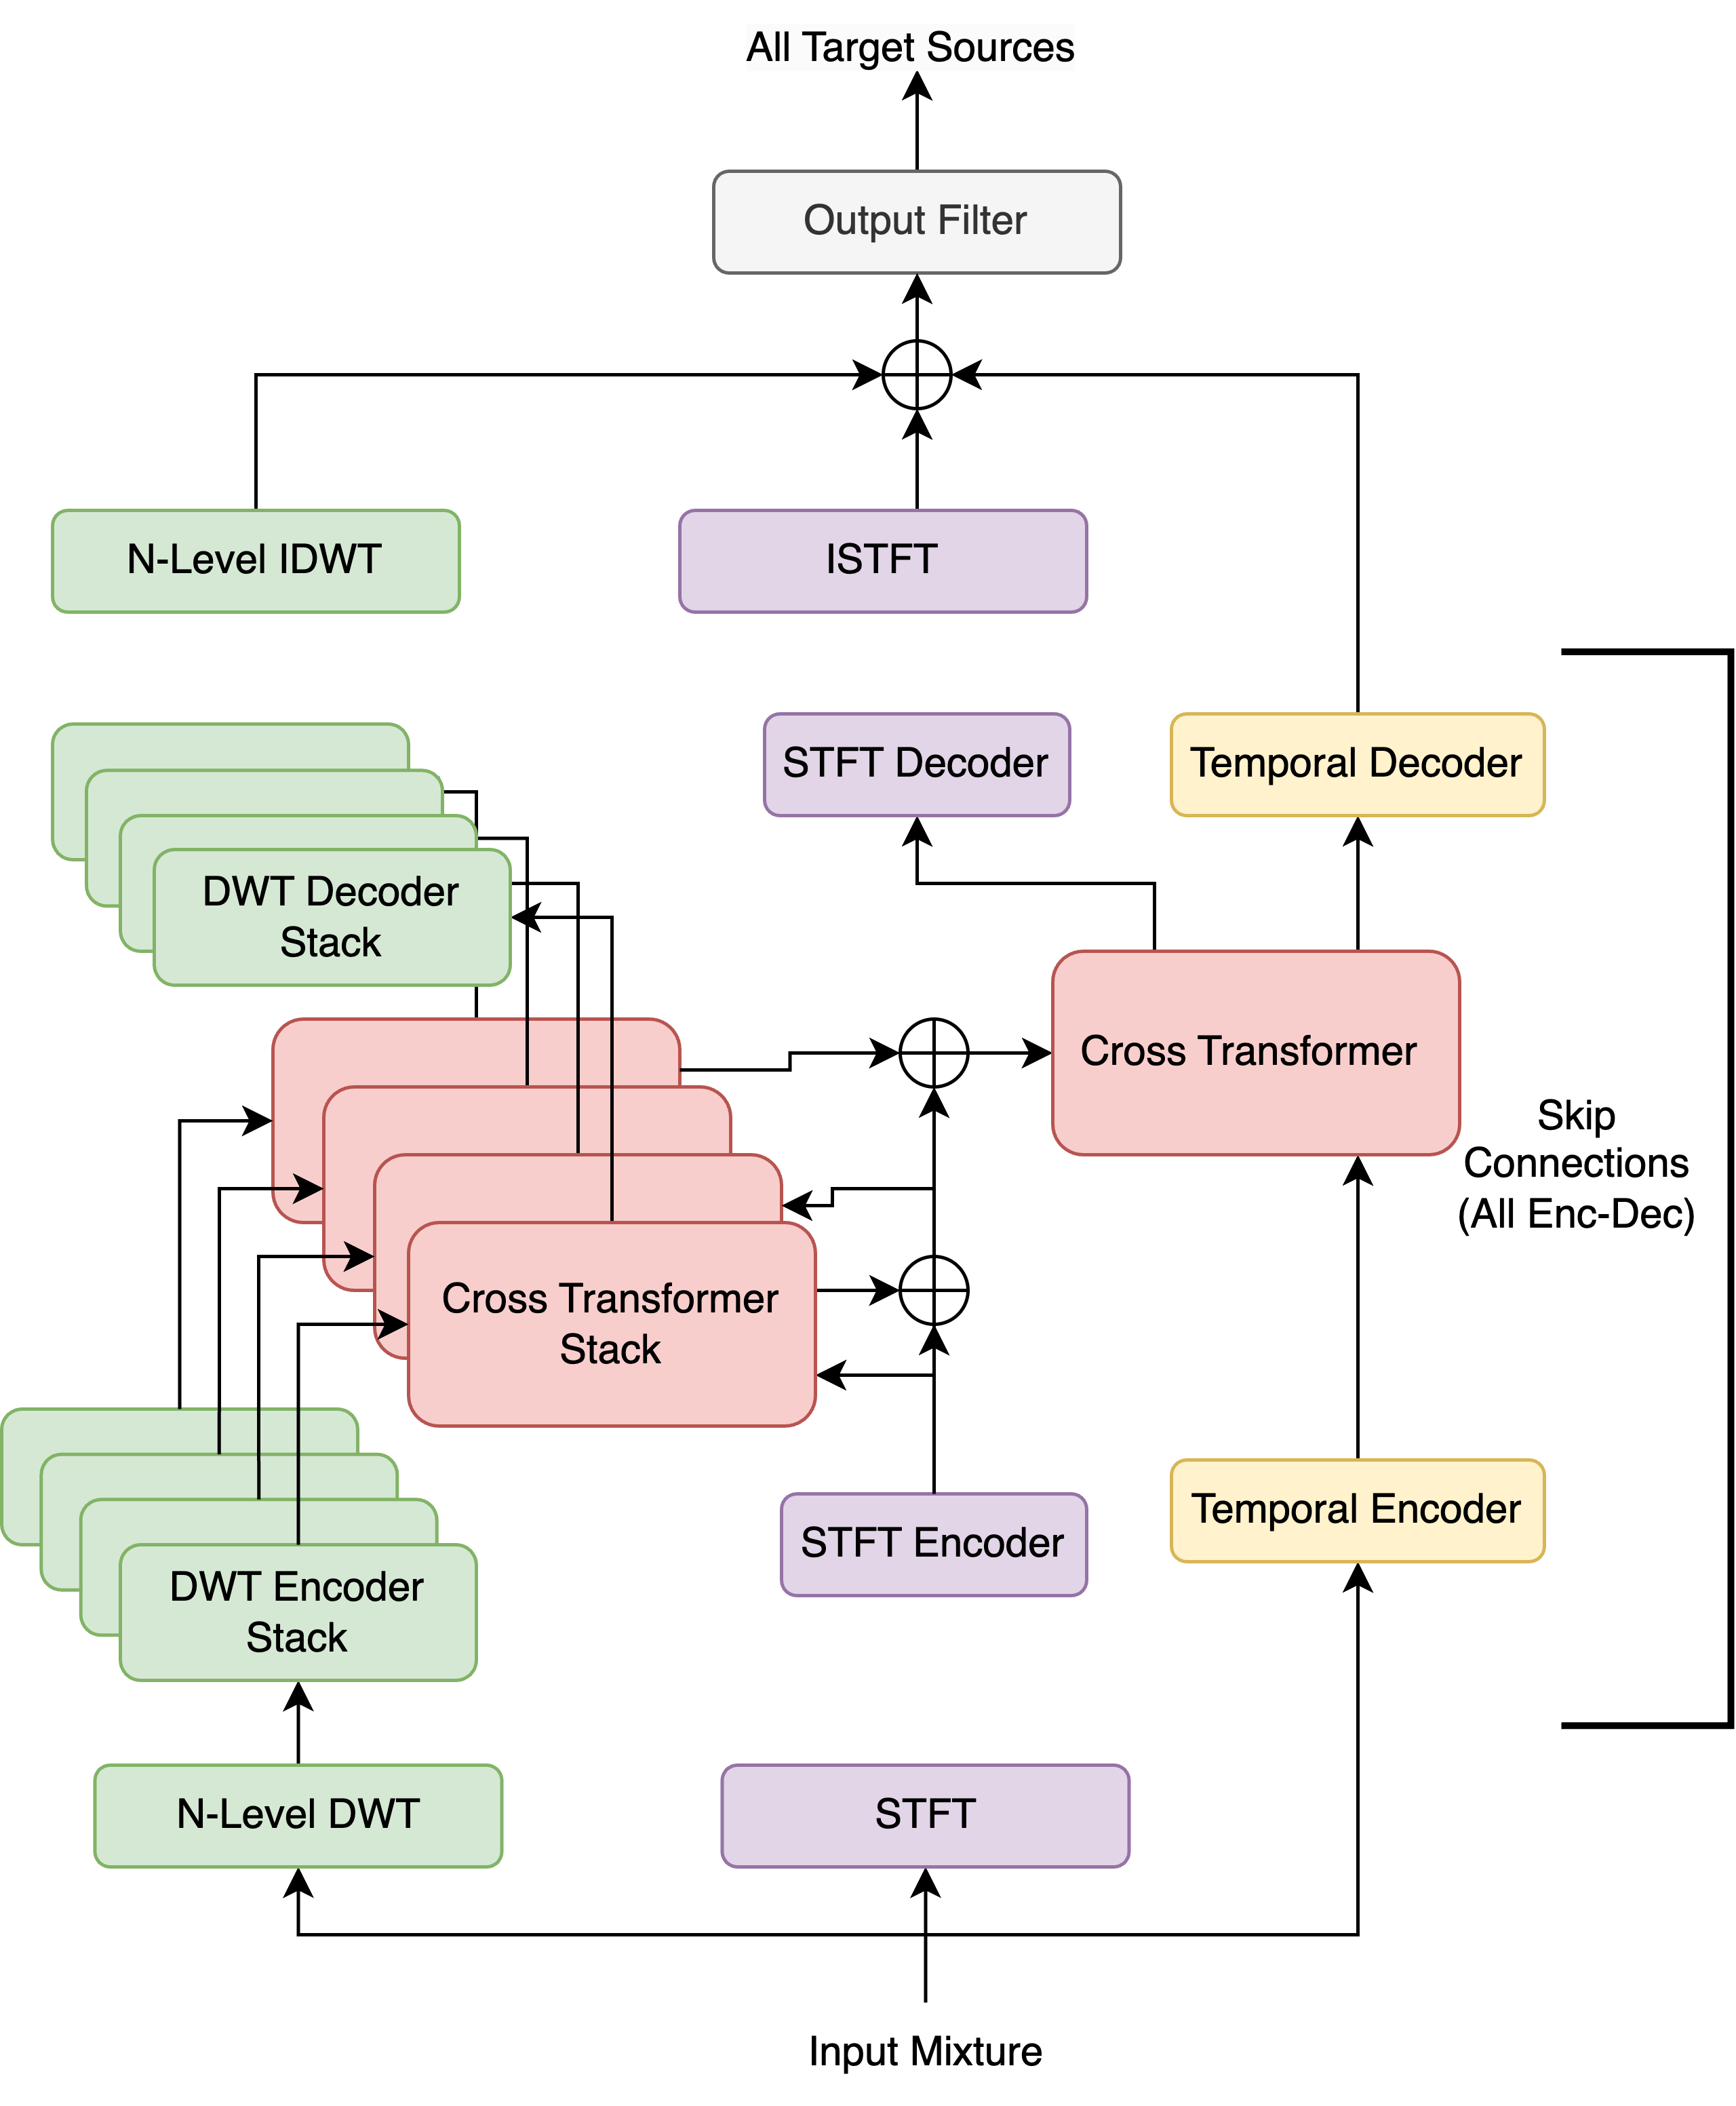 All Target Sources
Output Filter
N-Level IDWT
ISTFT
STFT Decoder
Temporal Decoder
DWT Decoder
Stack
Cross Transformer
Skip
Connections
(All Enc-Dec)
Cross Transformer
Stack
Temporal Encoder
STFT Encoder
DWT Encoder
Stack
N-Level DWT
STFT
Input Mixture